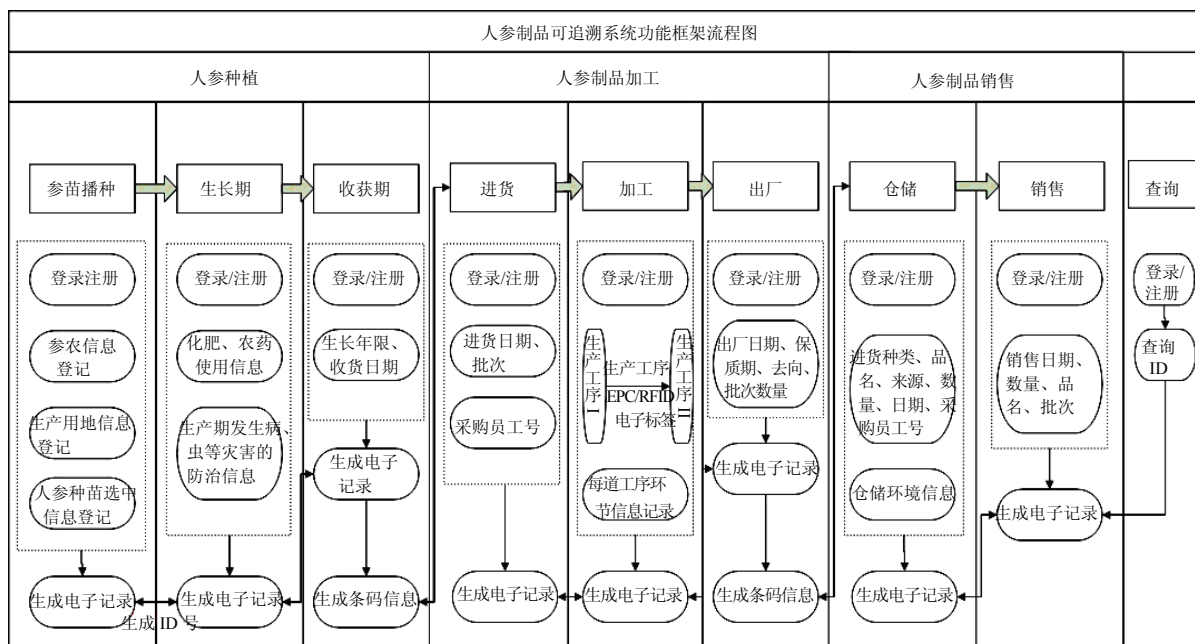 人参制品可追溯系统功能框架流程图
人参种植
人参制品加工
人参制品销售
参苗播种
生长期
收获期
进货
加工
出厂
仓储
销售
查询
登录注册
参农信息
登记
生产用地信息
登记
人参种苗选中
信息登记
生成电子记录
生成 ID 号
登录/注册
化肥、农药
使用信息
生产期发生病、
虫等灾害的
防治信息
生成电子记录
登录/注册
生长年限、
收货日期
生成电子
记录
生成条码信息
登录/注册
进货日期、
批次
采购员工号
生成电子记录
登录/注册
生产工序 I
生产工序
EPC/RFID
电子标签
生产工序 II
每道工序环
节信息记录
生成电子记录
登录/注册
出厂日期、保
质期、去向、
批次数量
生成电子记录
生成条码信息
登录/注册
进货种类、品
名、来源、数
量、日期、采
购员工号
仓储环境信息
生成电子记录
登录/注册
销售日期、
数量、品
名、批次
生成电子记录
登录/
注册
查询
ID